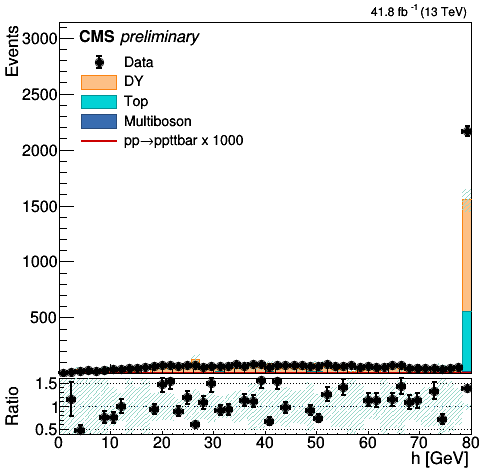 41.8 fb⁻¹ (13 TeV)
CMS preliminary
Data
DY
Top
Multiboson
pp→ppttbar x 1000
Events
3000
2500
2000
1500
1000
500
Ratio
1.5
1
0.5
0 10 20 30 40 50 60 70 80
h [GeV]